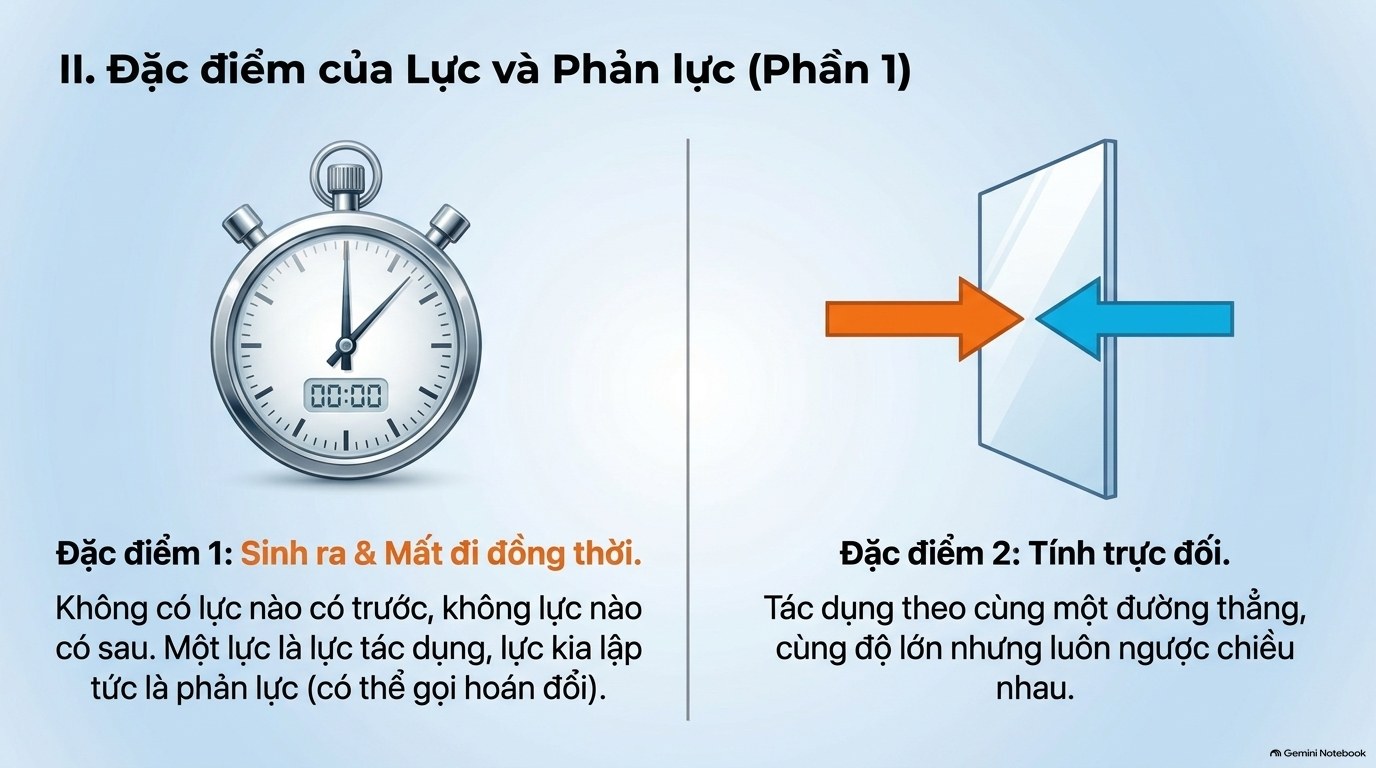 II. Đặc điểm của Lực và Phản lực (Phần 1)
00:00
Đặc điểm 1: Sinh ra & Mất đi đồng thời.
Không có lực nào có trước, không lực nào
có sau. Một lực là lực tác dụng, lực kia lập
tức là phản lực (có thể gọi hoán đổi).
Đặc điểm 2: Tính trực đối.
Tác dụng theo cùng một đường thẳng,
cùng độ lớn nhưng luôn ngược chiều
nhau.
Gemini Notebook